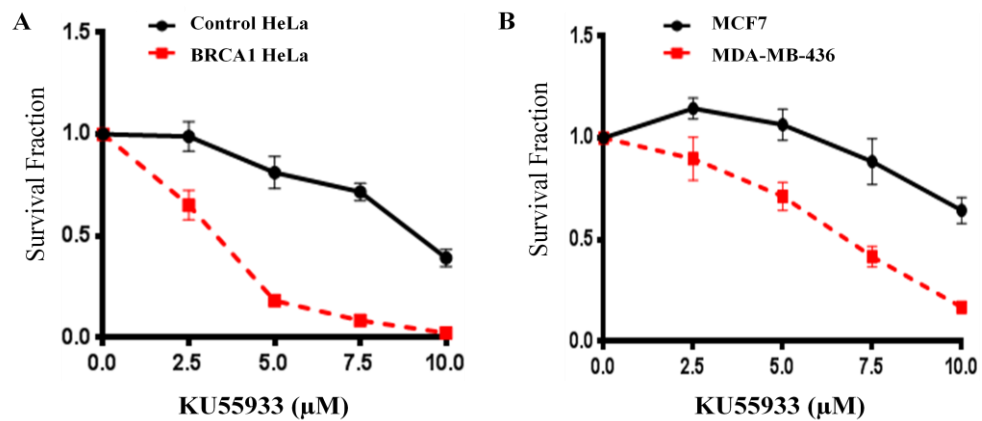 A
Control HeLa
BRCA1 HeLa
1.5
1.0
0.5
0.0
Survival Fraction
0.0 2.5 5.0 7.5 10.0
KU55933 (µM)
B
MCF7
MDA-MB-436
1.5
1.0
0.5
0.0
Survival Fraction
0.0 2.5 5.0 7.5 10.0
KU55933 (µM)